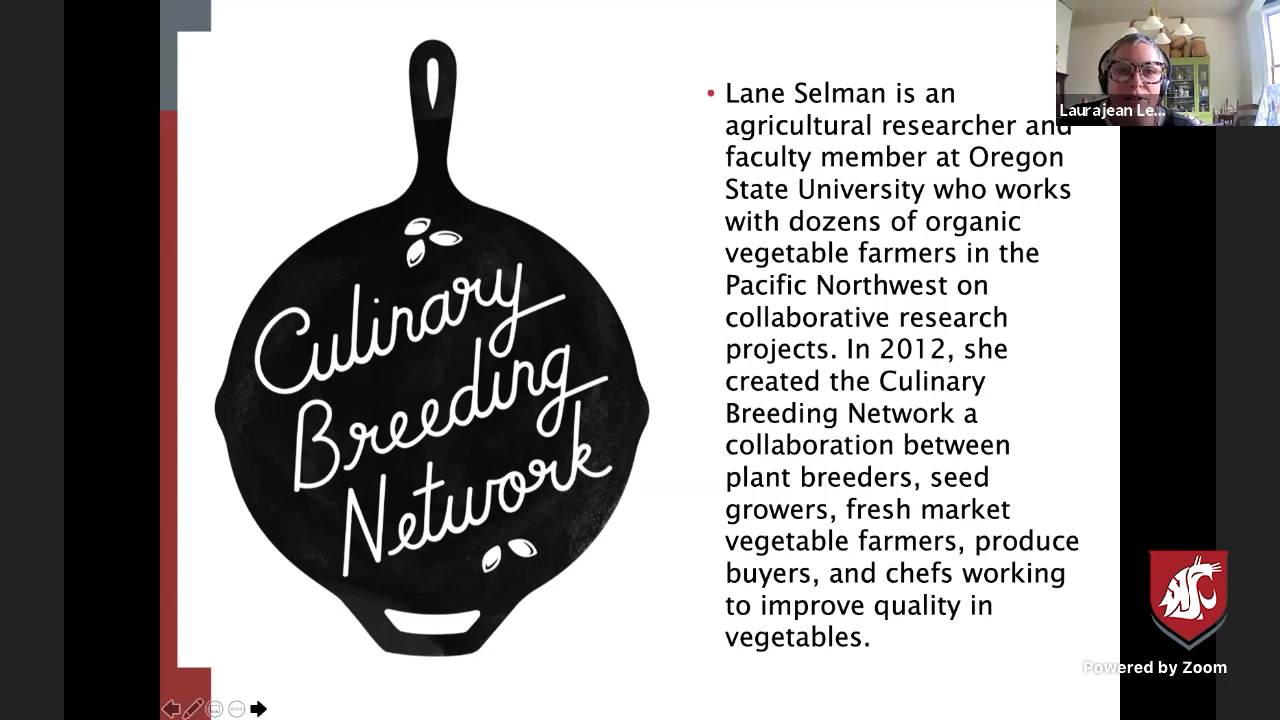 Culinary
Breeding
Network
• Lane Selman is an
agricultural researcher and
faculty member at Oregon
State University who works
with dozens of organic
vegetable farmers in the
Pacific Northwest on
collaborative research
projects. In 2012, she
created the Culinary
Breeding Network a
collaboration between
plant breeders, seed
growers, fresh market
vegetable farmers, produce
buyers, and chefs working
to improve quality in
vegetables.
Laurajean Le...
Powered by Zoom